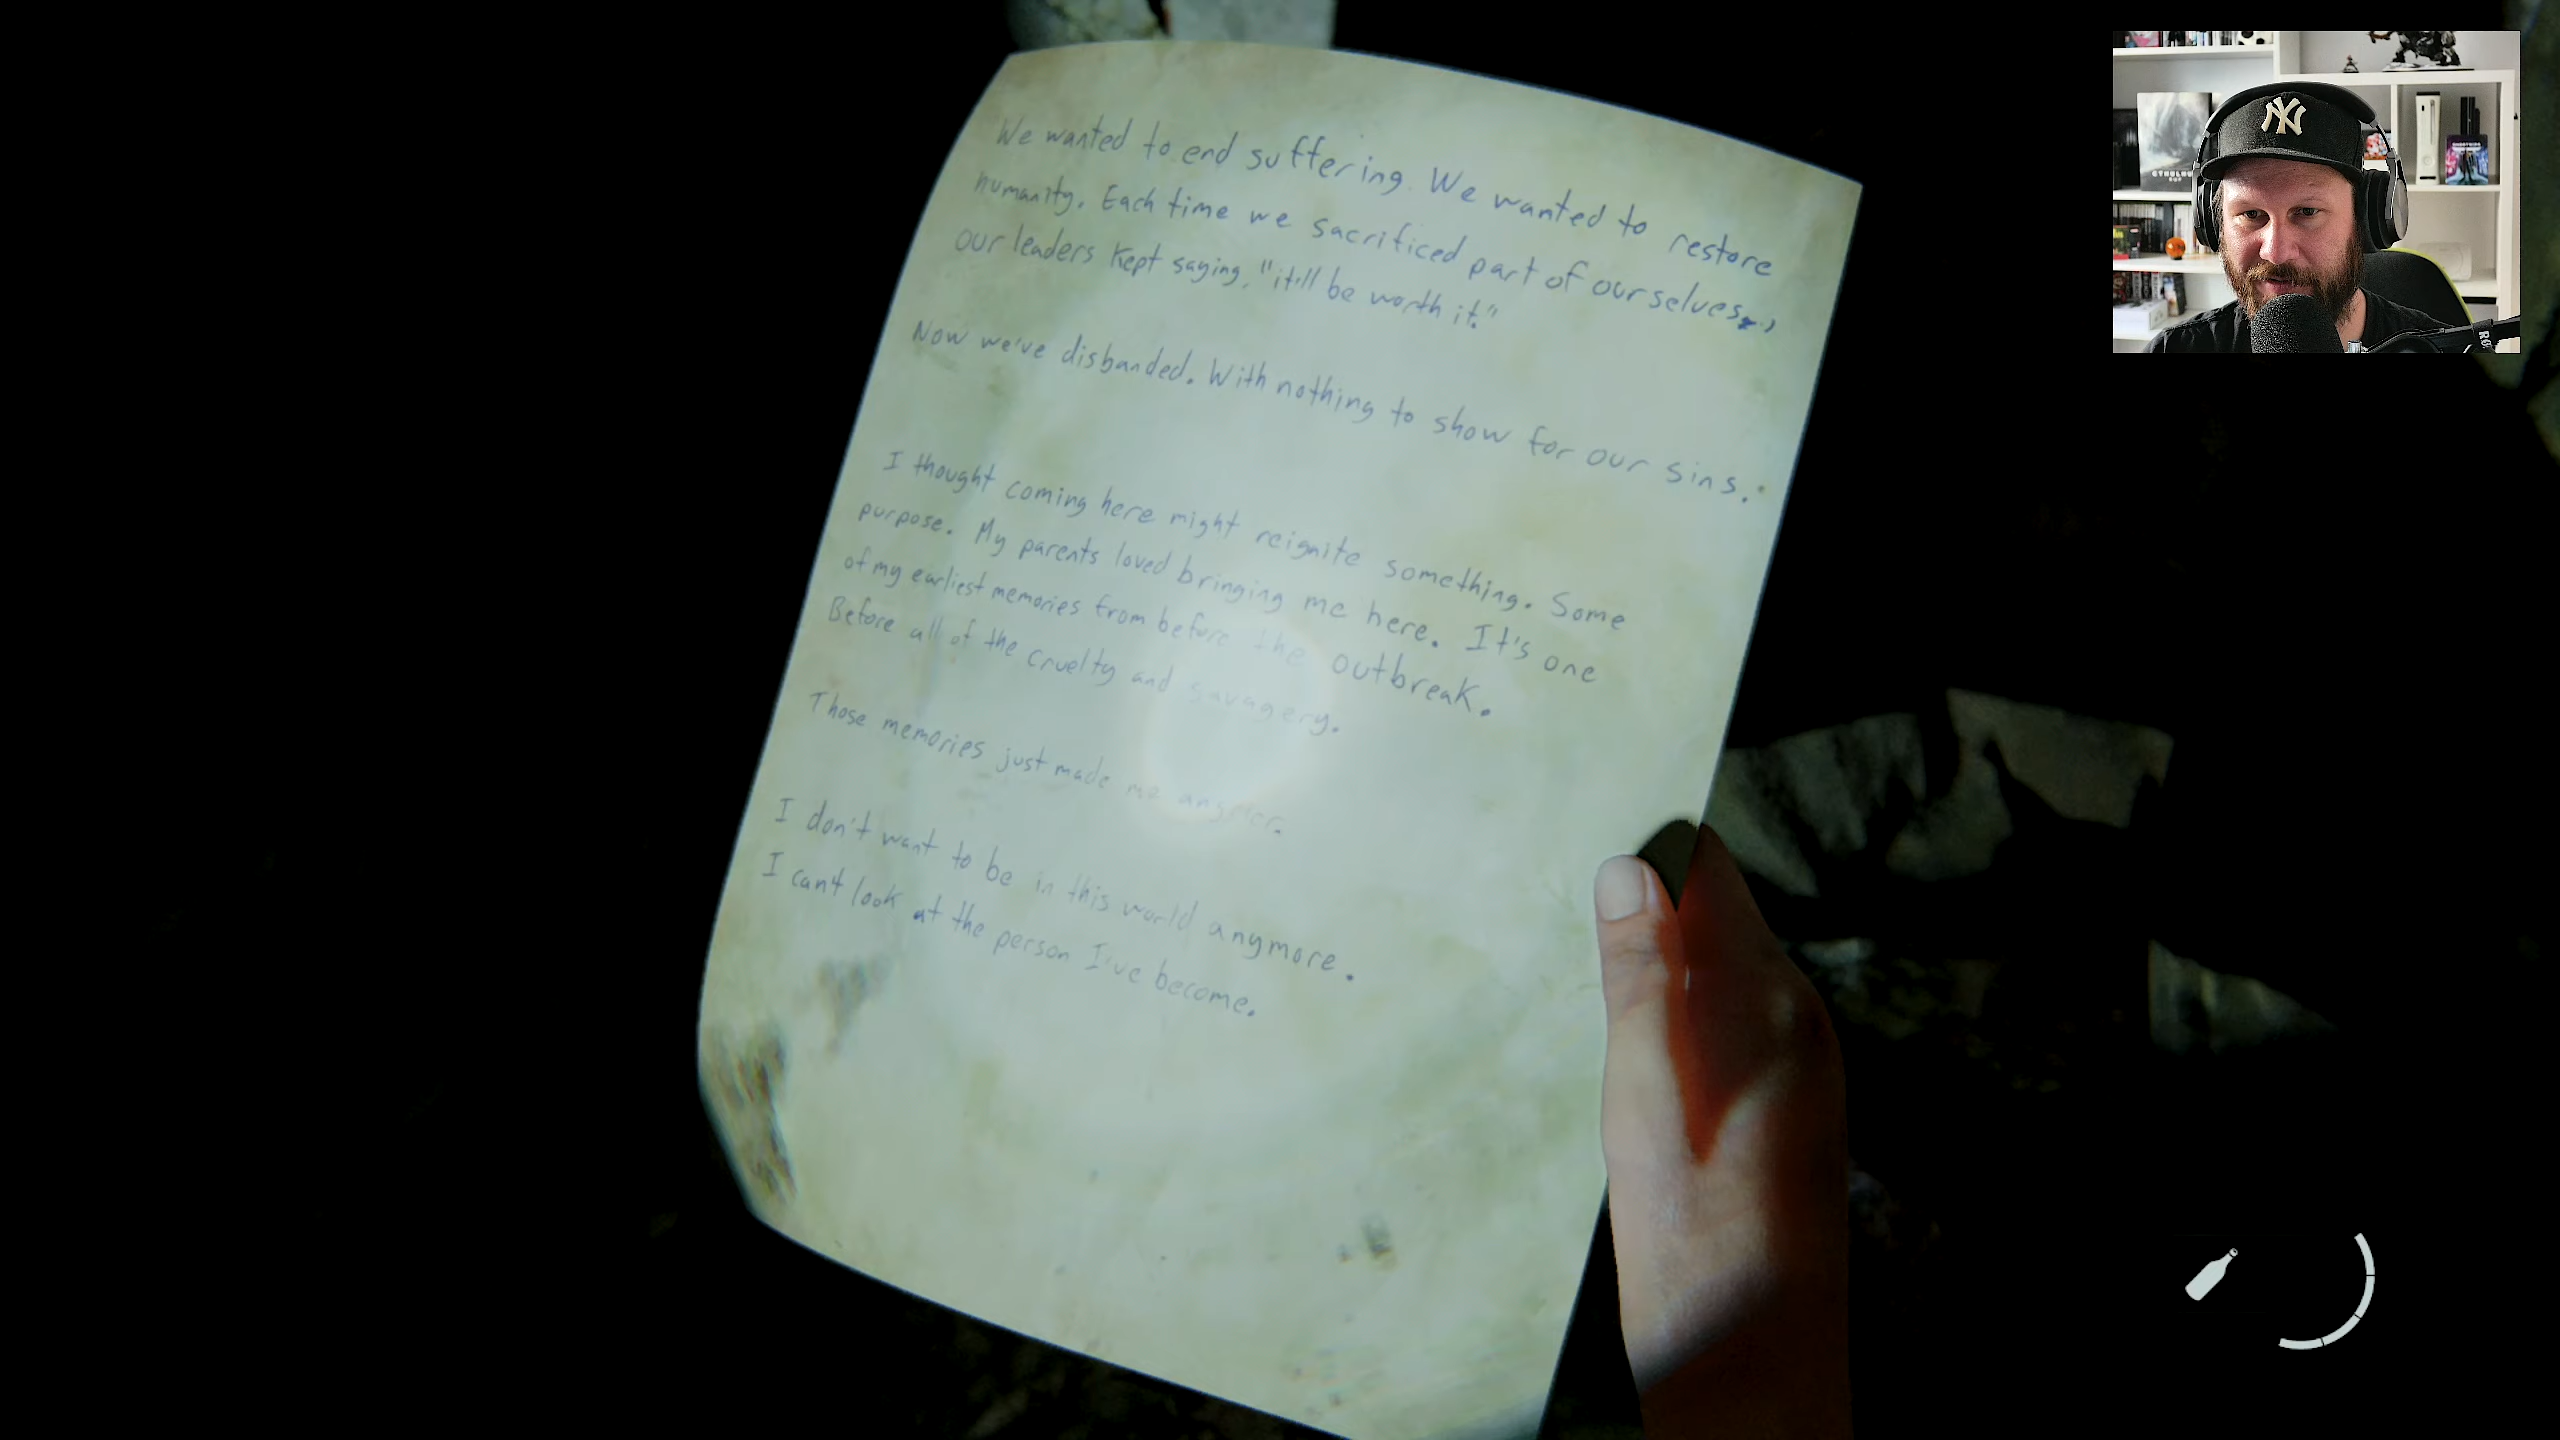 We wanted to end suffering. We wanted to restore
humanity. Each time we sacrificed part of ourselves,
our leaders kept saying, "it'll be worth it."
Now we've disbanded. With nothing to show for our sins.
I thought coming here might reignite something. Some
purpose. My parents loved bringing me here. It's one
of my earliest memories from before the outbreak.
Before all of the cruelty and savagery.
Those memories just made me angrier.
I don't want to be in this world anymore.
I can't look at the person I've become.
NY